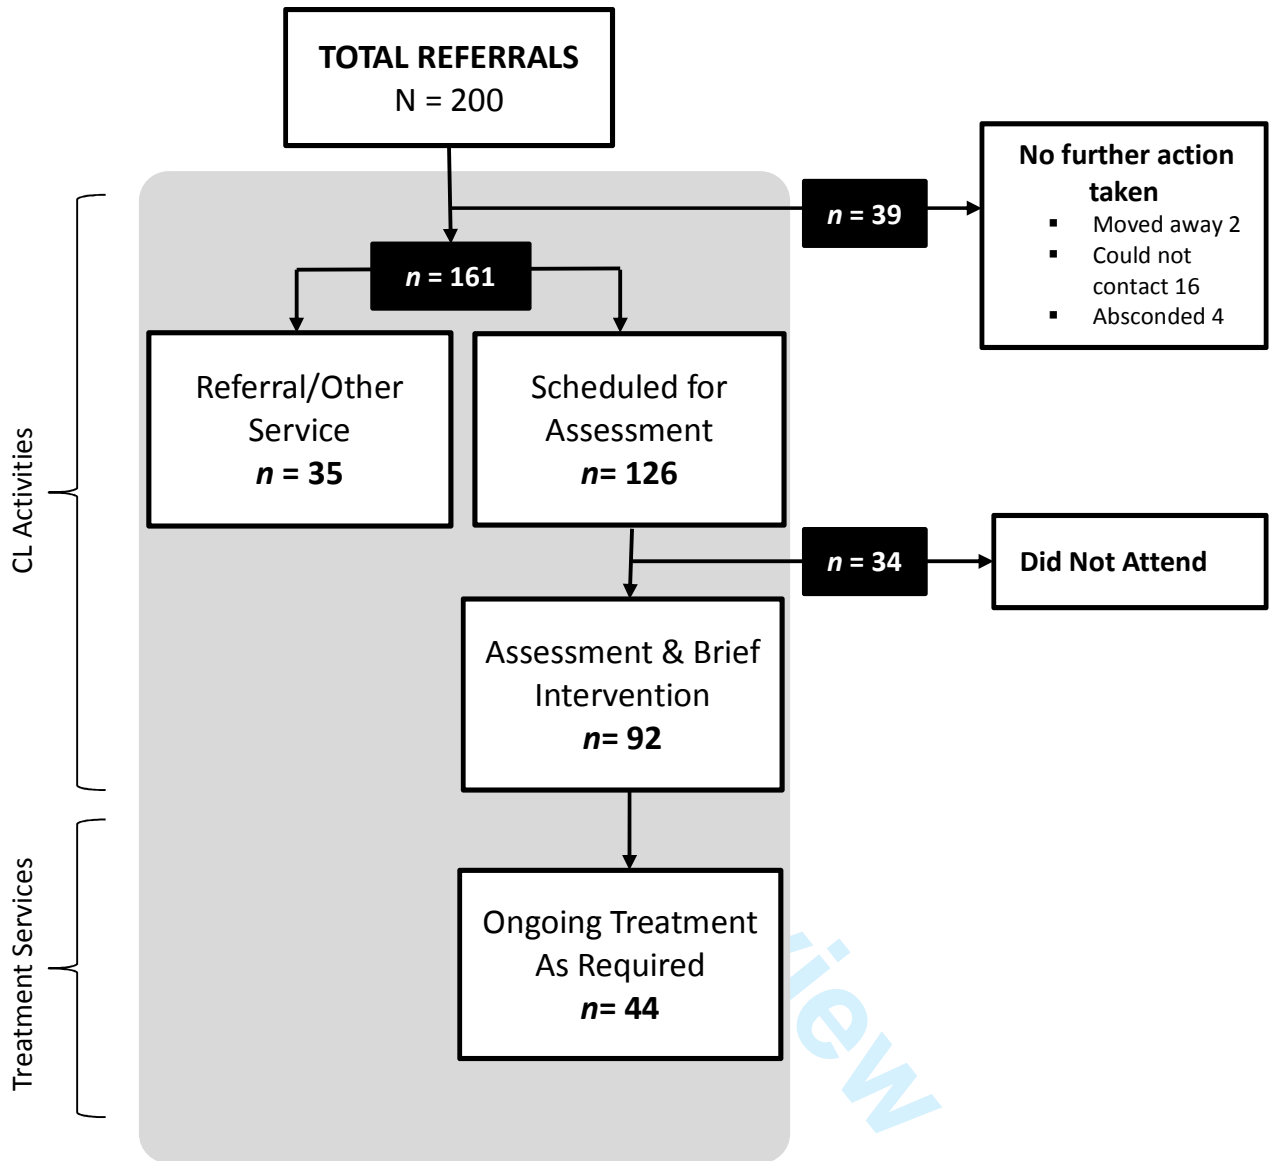 TOTAL REFERRALS
N = 200
n = 39
No further action
taken
▪ Moved away 2
▪ Could not
contact 16
▪ Absconded 4
n = 161
Referral/Other
Service
n = 35
Scheduled for
Assessment
n= 126
CL Activities
n = 34
Did Not Attend
Assessment & Brief
Intervention
n= 92
Ongoing Treatment
As Required
n= 44
Treatment Services